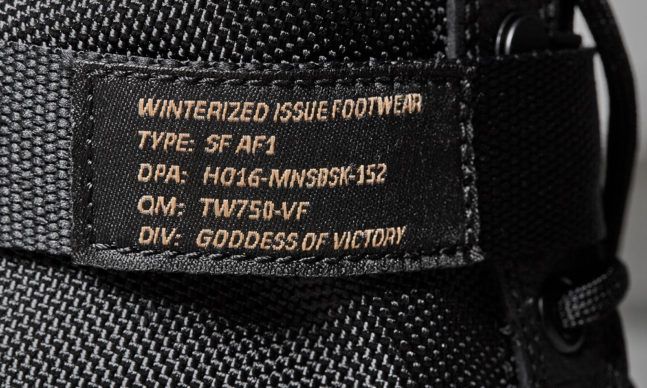 WINTERIZED ISSUE FOOTWEAR
TYPE: SF AF1
DPA: HO16-MNSBSK-152
QM: TW750-VF
DIV: GODDESS OF VICTORY